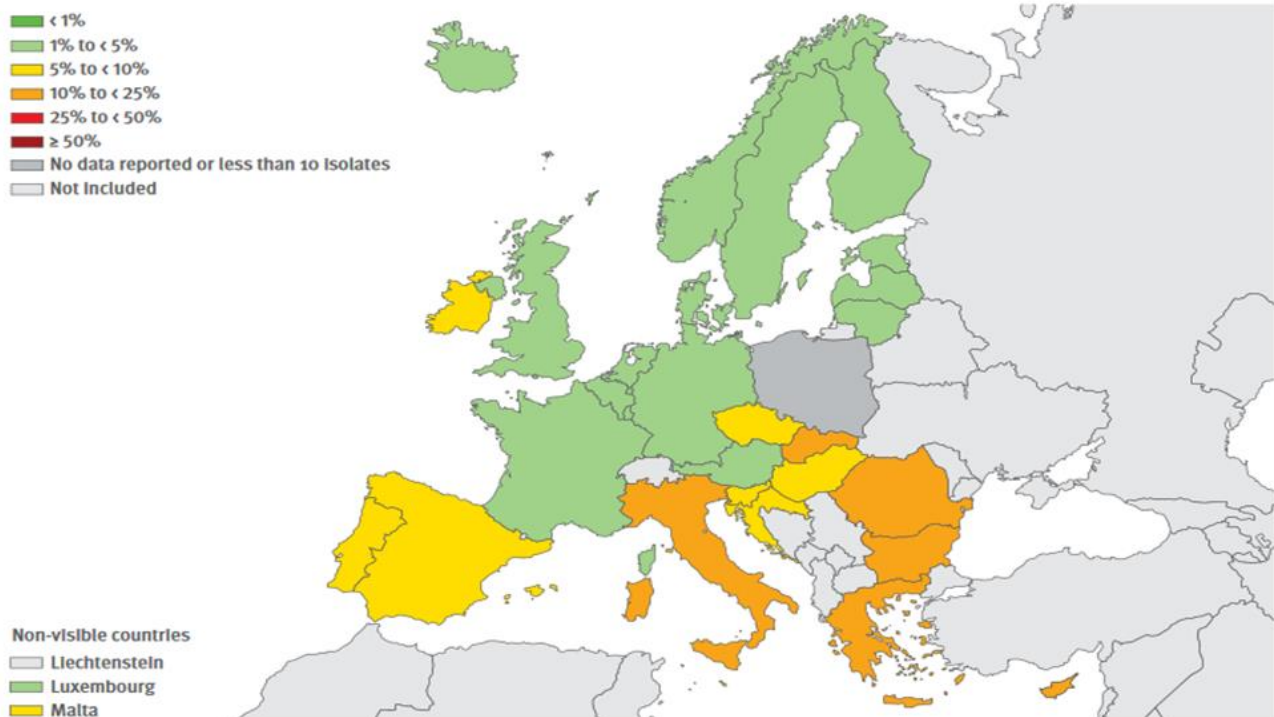 < 1%
1% to < 5%
5% to < 10%
10% to < 25%
25% to < 50%
≥ 50%
No data reported or less than 10 isolates
Not included
Non-visible countries
Liechtenstein
Luxembourg
Malta